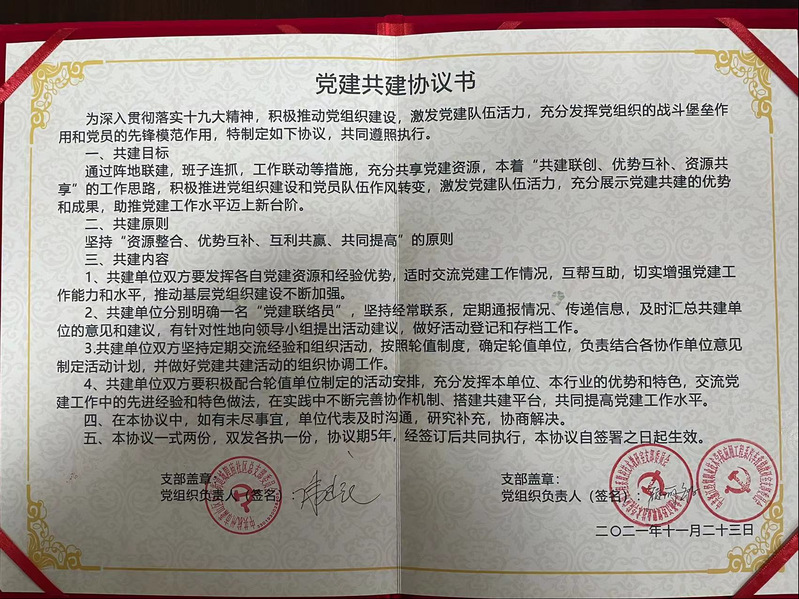 党建共建协议书
为深入贯彻落实十九大精神，积极推动党组织建设，激发党建队伍活力，充分发挥党组织的战斗堡垒作
用和党员的先锋模范作用，特制定如下协议，共同遵照执行。
一、共建目标
通过阵地联建，班子连抓，工作联动等措施，充分共享党建资源，本着“共建联创、优势互补、资源共
享”的工作思路，积极推进党组织建设和党员队伍作风转变，激发党建队伍活力，充分展示党建共建的优势
和成果，助推党建工作水平迈上新台阶。
二、共建原则
坚持“资源整合、优势互补、互利共赢、共同提高”的原则
三、共建内容
1、共建单位双方要发挥各自党建资源和经验优势，适时交流党建工作情况，互帮互助，切实增强党建工
作能力和水平，推动基层党组织建设不断加强。
2、共建单位分别明确一名“党建联络员”，坚持经常联系，定期通报情况、传递信息，及时汇总共建单
位的意见和建议，有针对性地向领导小组提出活动建议，做好活动登记和存档工作。
3.共建单位双方坚持定期交流经验和组织活动，按照轮值制度，确定轮值单位，负责结合各协作单位意见
制定活动计划，并做好党建共建活动的组织协调工作。
4、共建单位双方要积极配合轮值单位制定的活动安排，充分发挥本单位、本行业的优势和特色，交流党
建工作中的先进经验和特色做法，在实践中不断完善协作机制、搭建共建平台，共同提高党建工作水平。
四、在本协议中，如有未尽事宜，单位代表及时沟通，研究补充，协商解决。
五、本协议一式两份，双发各执一份，协议期5年，经签订后共同执行，本协议自签署之日起生效。
支部盖章： 支部盖章：
党组织负责人（签名）： 党组织负责人（签名）：
二〇二一年十一月二十三日